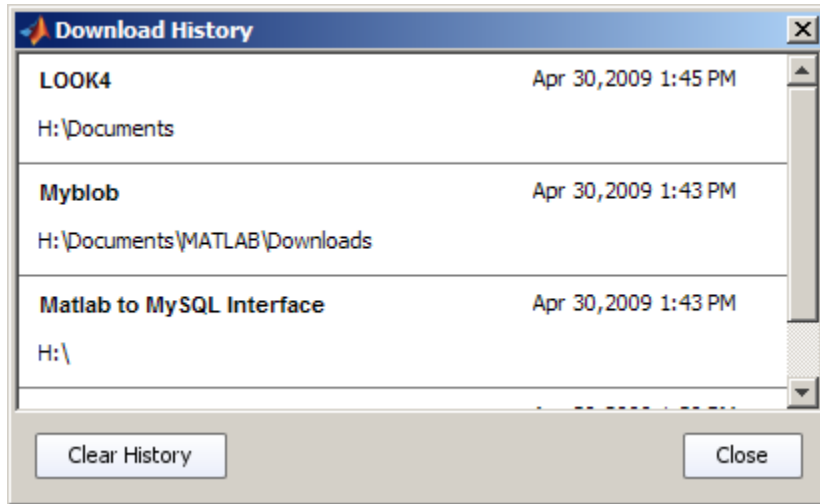 Download History
LOOK4 Apr 30,2009 1:45 PM
H:\Documents
Myblob Apr 30,2009 1:43 PM
H:\Documents\MATLAB\Downloads
Matlab to MySQL Interface Apr 30,2009 1:43 PM
H:\
Clear History Close